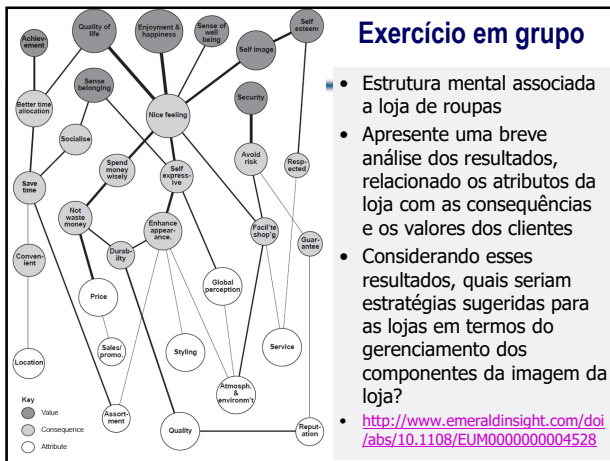 Exercício em grupo
Achiev-
ement
Quality of
life
Enjoyment &
happiness
Sense of
well
being
Self image
Self
esteem
Sense
belonging
Security
Better time
allocation
Nice feeling
Socialise
Spend
money
wisely
Self
express-
ive
Avoid
risk
Resp-
ected
Save
time
Not
waste
money
Enhance
appear-
ance.
Facil'te
shop'g
Guar-
antee
Durab-
ilty
Conven-
ient
Price
Global
perception
Sales/
promo.
Styling
Service
Location
Atmosph.
&
environm't
Assort-
ment
Quality
Reput-
ation
Key
Value
Consequence
Attribute
• Estrutura mental associada
a loja de roupas
• Apresente uma breve
análise dos resultados,
relacionado os atributos da
loja com as consequências
e os valores dos clientes
• Considerando esses
resultados, quais seriam
estratégias sugeridas para
as lojas em termos do
gerenciamento dos
componentes da imagem da
loja?
• http://www.emeraldinsight.com/doi
/abs/10.1108/EUM0000000004528